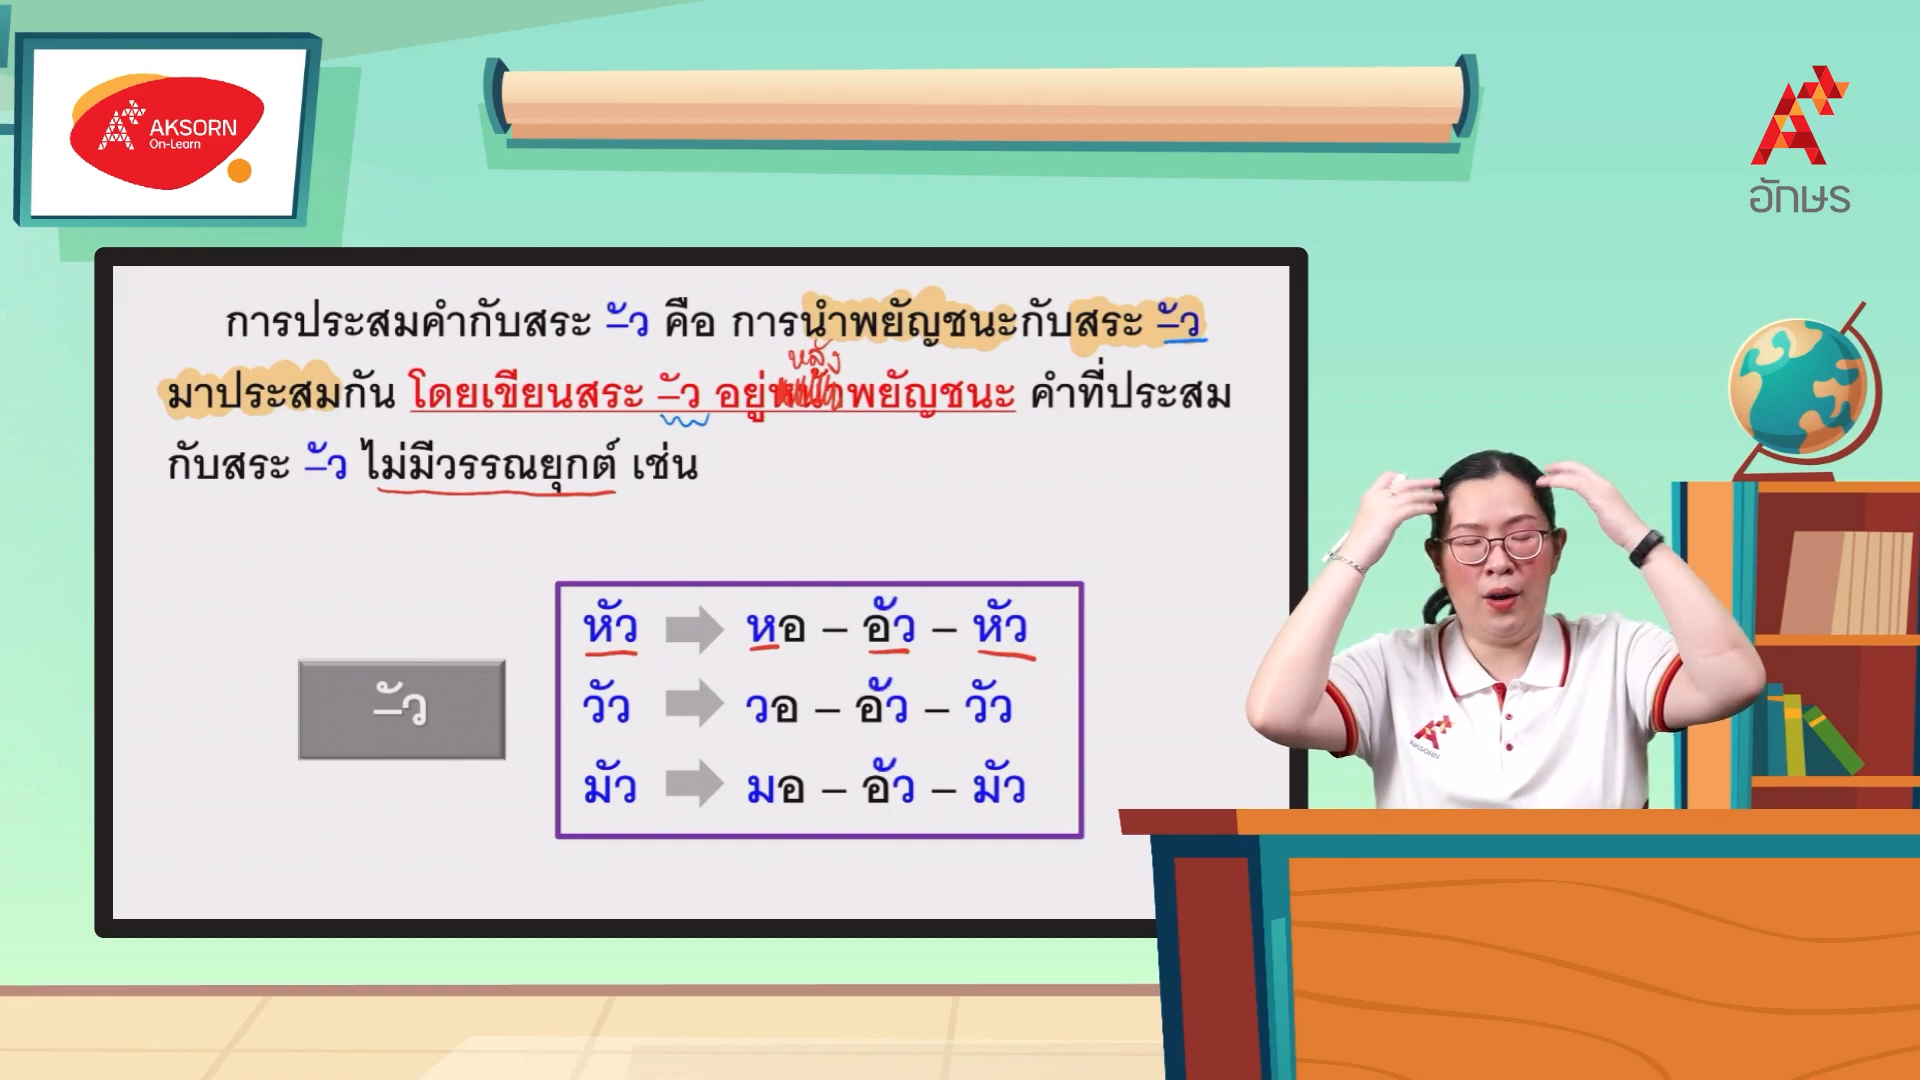 AKSORN
On-Learn
อักษร
การประสมคำกับสระ –ัว คือ การนำพยัญชนะกับสระ –ัว
หลัง
มาประสมกัน โดยเขียนสระ –ัว อยู่หน้าพยัญชนะ คำที่ประสม
กับสระ –ัว ไม่มีวรรณยุกต์ เช่น
–ัว
หัว หอ – อัว – หัว
วัว วอ – อัว – วัว
มัว มอ – อัว – มัว
AKSORN